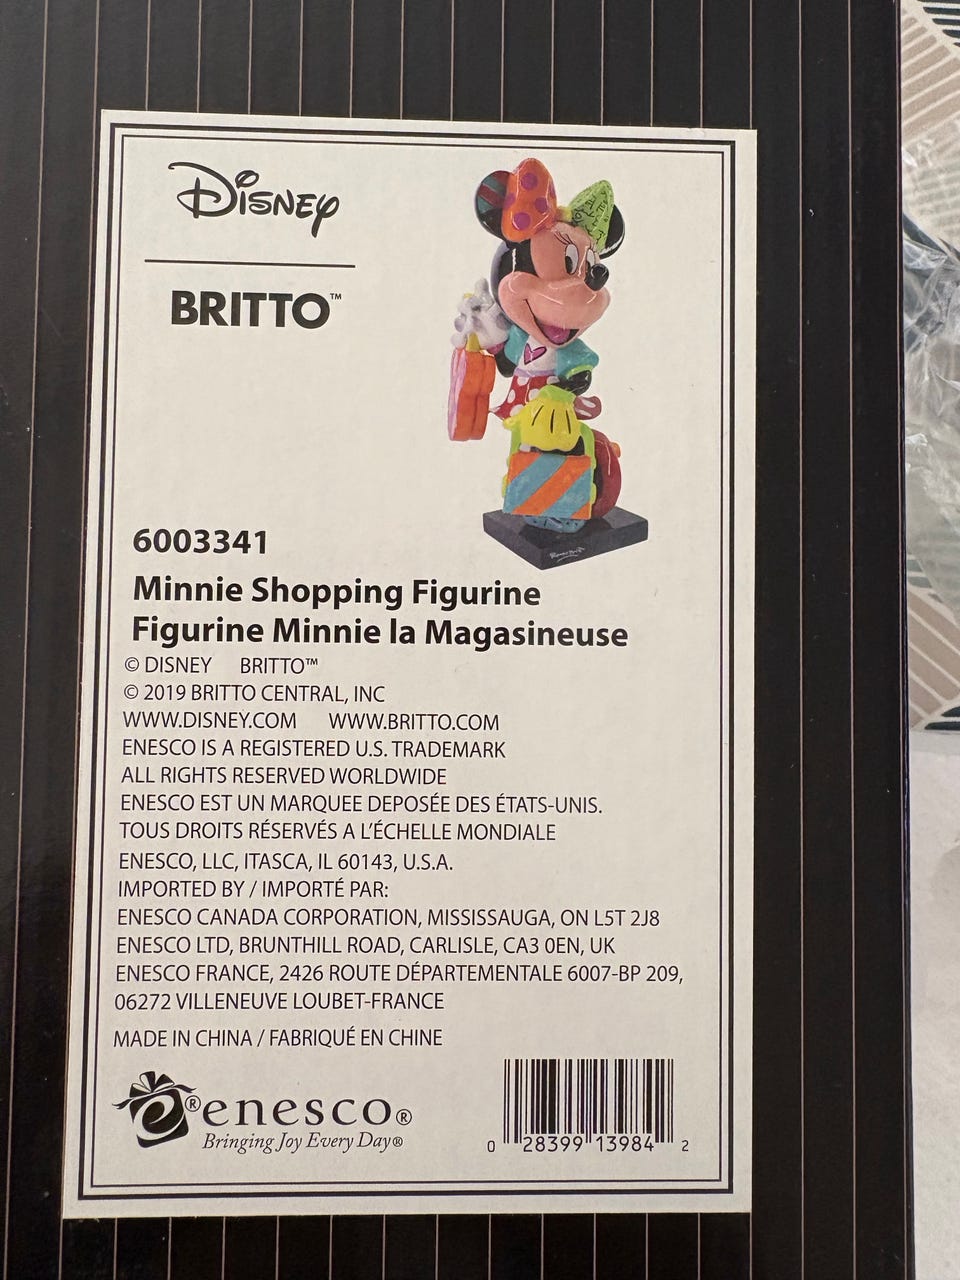 Disney
BRITTO™
6003341
Minnie Shopping Figurine
Figurine Minnie la Magasineuse
© DISNEY BRITTO™
© 2019 BRITTO CENTRAL, INC
WWW.DISNEY.COM WWW.BRITTO.COM
ENESCO IS A REGISTERED U.S. TRADEMARK
ALL RIGHTS RESERVED WORLDWIDE
ENESCO EST UN MARQUEE DEPOSÉE DES ÉTATS-UNIS.
TOUS DROITS RÉSERVÉS A L'ÉCHELLE MONDIALE
ENESCO, LLC, ITASCA, IL 60143, U.S.A.
IMPORTED BY / IMPORTÉ PAR:
ENESCO CANADA CORPORATION, MISSISSAUGA, ON L5T 2J8
ENESCO LTD, BRUNTHILL ROAD, CARLISLE, CA3 0EN, UK
ENESCO FRANCE, 2426 ROUTE DÉPARTEMENTALE 6007-BP 209,
06272 VILLENEUVE LOUBET-FRANCE
MADE IN CHINA / FABRIQUÉ EN CHINE
e® enesco®
Bringing Joy Every Day®
0 28399 13984 2